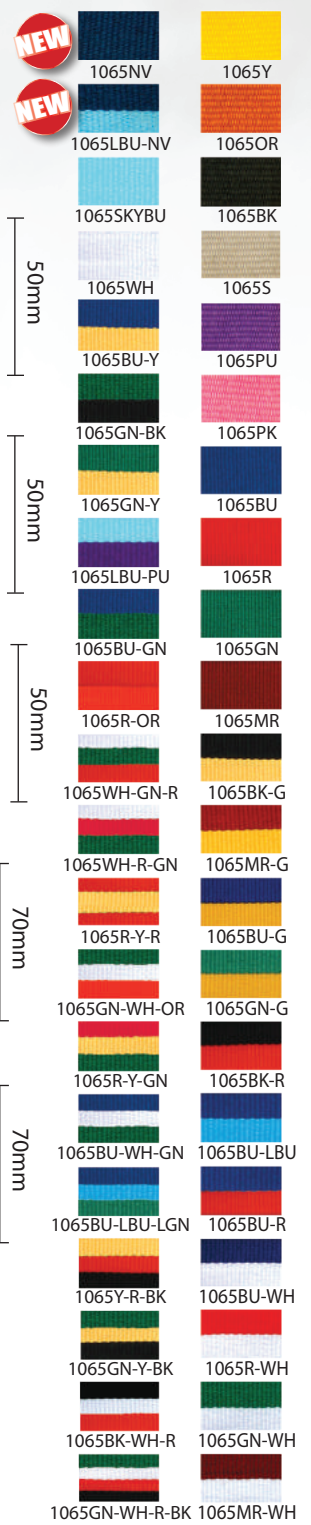 NEW
1065NV 1065Y
NEW
1065LBU-NV 1065OR
1065SKYBU 1065BK
50mm
1065WH 1065S
1065BU-Y 1065PU
1065GN-BK 1065PK
50mm
1065GN-Y 1065BU
1065LBU-PU 1065R
1065BU-GN 1065GN
50mm
1065R-OR 1065MR
1065WH-GN-R 1065BK-G
1065WH-R-GN 1065MR-G
70mm
1065R-Y-R 1065BU-G
1065GN-WH-OR 1065GN-G
1065R-Y-GN 1065BK-R
70mm
1065BU-WH-GN 1065BU-LBU
1065BU-LBU-LGN 1065BU-R
1065Y-R-BK 1065BU-WH
1065GN-Y-BK 1065R-WH
1065BK-WH-R 1065GN-WH
1065GN-WH-R-BK 1065MR-WH